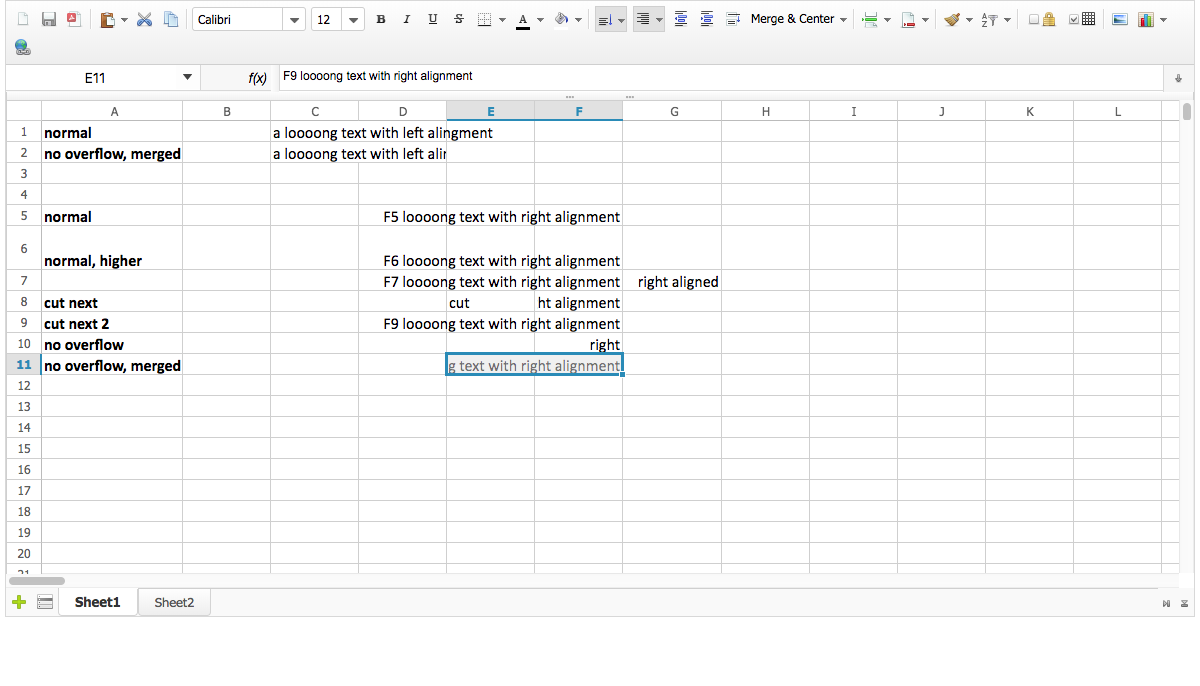 Calibri 12 B I U S A Merge & Center A Z
E11 f(x) F9 loooong text with right alignment
A B C D E F G H I J K L
1 normal a loooong text with left alingment
2 no overflow, merged a loooong text with left alir
3
4
5 normal F5 loooong text with right alignment
6 normal, higher F6 loooong text with right alignment
7 F7 loooong text with right alignment right aligned
8 cut next cut ht alignment
9 cut next 2 F9 loooong text with right alignment
10 no overflow right
11 no overflow, merged g text with right alignment
12
13
14
15
16
17
18
19
20
21
Sheet1 Sheet2